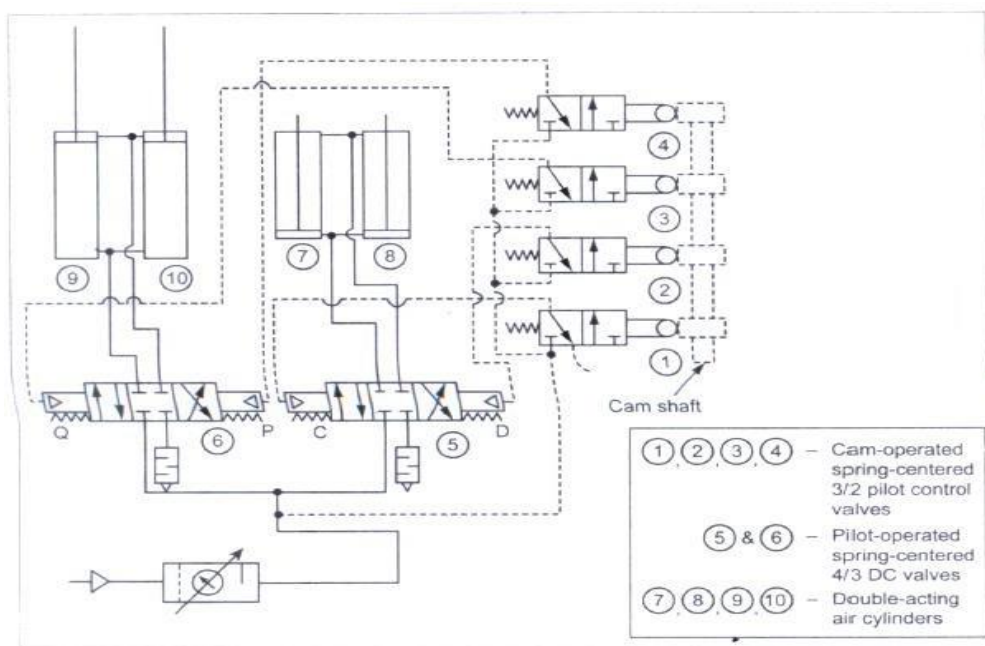 4
3
2
1
9
10
7
8
Cam shaft
Q
6
P
C
5
D
1, 2, 3, 4 – Cam-operated
spring-centered
3/2 pilot control
valves
5 & 6 – Pilot-operated
spring-centered
4/3 DC valves
7, 8, 9, 10 – Double-acting
air cylinders